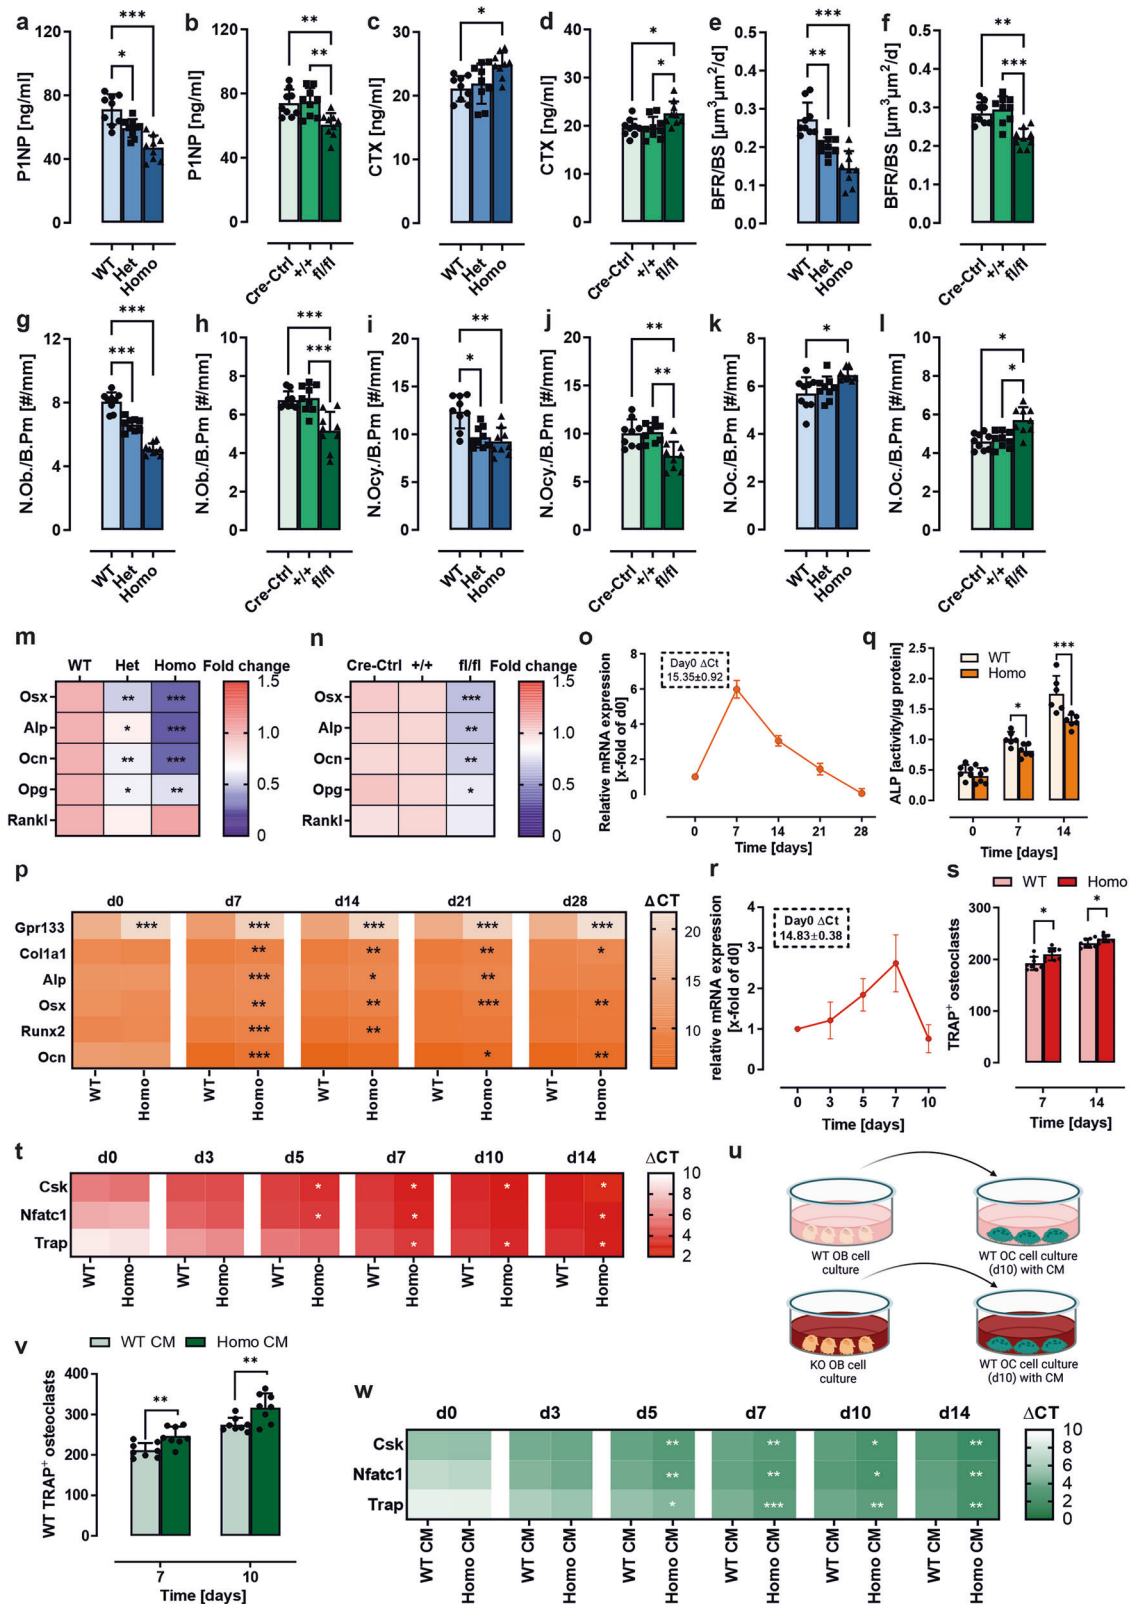 a
P1NP [ng/ml]
120
80
40
0
***
*
WT
Het
Homo
b
P1NP [ng/ml]
120
80
40
0
**
**
Cre-Ctrl
+/+
fl/fl
c
CTX [ng/ml]
30
20
10
0
*
WT
Het
Homo
d
CTX [ng/ml]
40
30
20
10
0
*
*
Cre-Ctrl
+/+
fl/fl
e
BFR/BS [µm³µm²/d]
0.5
0.4
0.3
0.2
0.1
0.0
***
**
WT
Het
Homo
f
BFR/BS [µm³µm²/d]
0.5
0.4
0.3
0.2
0.1
0.0
**
***
Cre-Ctrl
+/+
fl/fl
g
N.Ob./B.Pm [#/mm]
12
8
4
0
***
***
WT
Het
Homo
h
N.Ob./B.Pm [#/mm]
10
8
6
4
2
0
***
***
Cre-Ctrl
+/+
fl/fl
i
N.Ocy./B.Pm [#/mm]
20
15
10
5
0
**
*
WT
Het
Homo
j
N.Ocy./B.Pm [#/mm]
20
15
10
5
0
**
**
Cre-Ctrl
+/+
fl/fl
k
N.Oc./B.Pm [#/mm]
8
6
4
2
0
*
WT
Het
Homo
l
N.Oc./B.Pm [#/mm]
10
8
6
4
2
0
*
*
Cre-Ctrl
+/+
fl/fl
m
WT Het Homo Fold change
Osx ** ***
Alp * ***
Ocn ** ***
Opg * **
Rankl
1.5
1.0
0.5
0
n
Cre-Ctrl +/+ fl/fl Fold change
Osx ***
Alp **
Ocn **
Opg *
Rankl
1.5
1.0
0.5
0
o
Relative mRNA expression
[x-fold of d0]
Day0 ΔCt
15.35±0.92
8
6
4
2
0
0 7 14 21 28
Time [days]
q
ALP [activity/µg protein]
WT
Homo
3.0
2.5
2.0
1.5
1.0
0.5
0.0
*
***
0 7 14
Time [days]
p
d0 d7 d14 d21 d28 ΔCT
Gpr133 *** *** *** *** ***
Col1a1 ** ** ** *
Alp *** * **
Osx ** ** *** **
Runx2 *** **
Ocn *** * **
WT Homo WT Homo WT Homo WT Homo WT Homo
20
15
10
r
relative mRNA expression
[x-fold of d0]
Day0 ΔCt
14.83±0.38
4
3
2
1
0
0 3 5 7 10
Time [days]
s
WT Homo
TRAP⁺ osteoclasts
300
200
100
0
*
*
7 14
Time [days]
t
d0 d3 d5 d7 d10 d14 ΔCT
Csk * * * *
Nfatc1 * * *
Trap * * *
WT Homo WT Homo WT Homo WT Homo WT Homo WT Homo
10
8
6
4
2
u
WT OB cell
culture
WT OC cell culture
(d10) with CM
KO OB cell
culture
WT OC cell culture
(d10) with CM
v
WT CM Homo CM
WT TRAP⁺ osteoclasts
400
300
200
100
0
**
**
7 10
Time [days]
w
d0 d3 d5 d7 d10 d14 ΔCT
Csk ** ** * **
Nfatc1 ** ** * **
Trap * *** ** **
WT CM Homo CM WT CM Homo CM WT CM Homo CM WT CM Homo CM WT CM Homo CM WT CM Homo CM
10
8
6
4
2
0